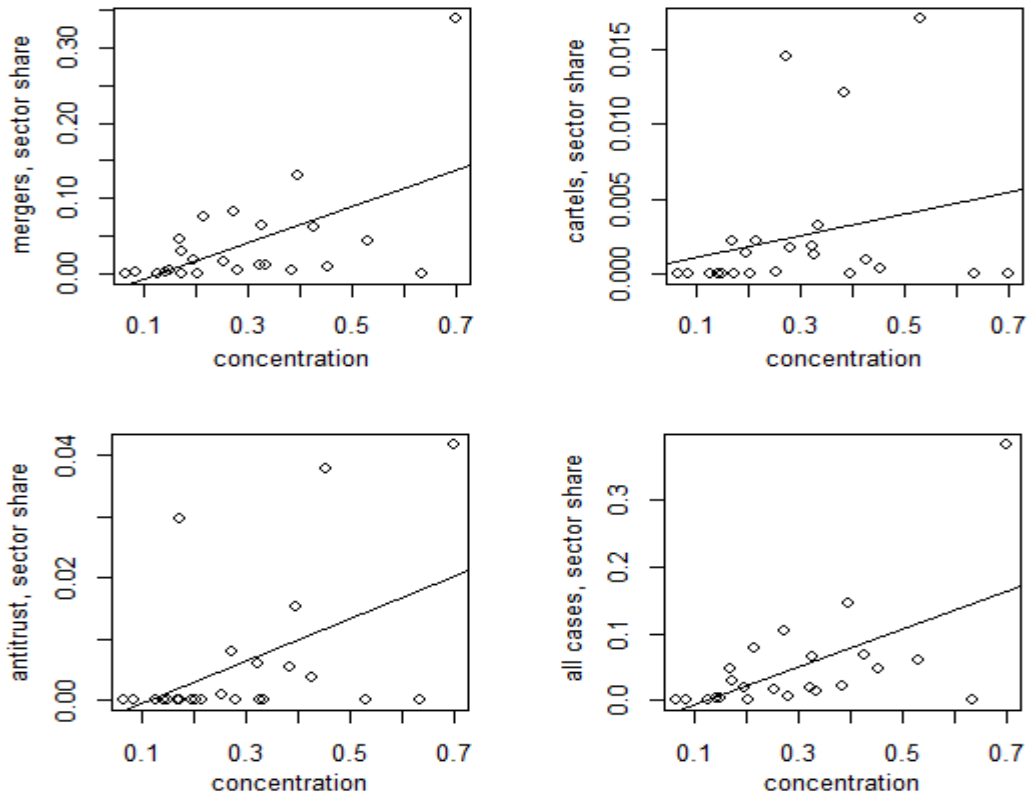 mergers, sector share
0.00 0.10 0.20 0.30
0.1 0.3 0.5 0.7
concentration
cartels, sector share
0.000 0.005 0.010 0.015
0.1 0.3 0.5 0.7
concentration
antitrust, sector share
0.00 0.02 0.04
0.1 0.3 0.5 0.7
concentration
all cases, sector share
0.0 0.1 0.2 0.3
0.1 0.3 0.5 0.7
concentration